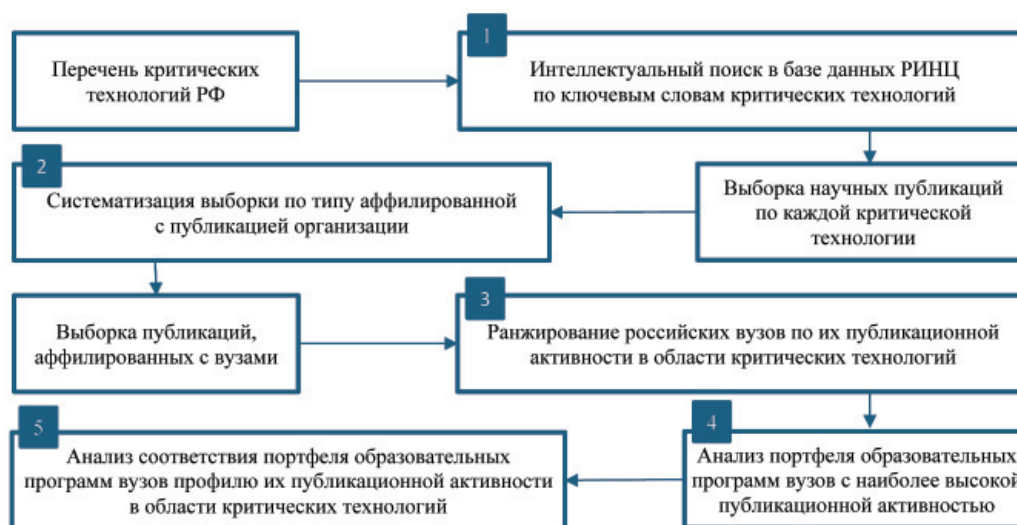 Перечень критических
технологий РФ
1
Интеллектуальный поиск в базе данных РИНЦ
по ключевым словам критических технологий
Выборка научных публикаций
по каждой критической
технологии
2
Систематизация выборки по типу аффилированной
с публикацией организации
Выборка публикаций,
аффилированных с вузами
3
Ранжирование российских вузов по их публикационной
активности в области критических технологий
4
Анализ портфеля образовательных
программ вузов с наиболее высокой
публикационной активностью
5
Анализ соответствия портфеля образовательных
программ вузов профилю их публикационной активности
в области критических технологий